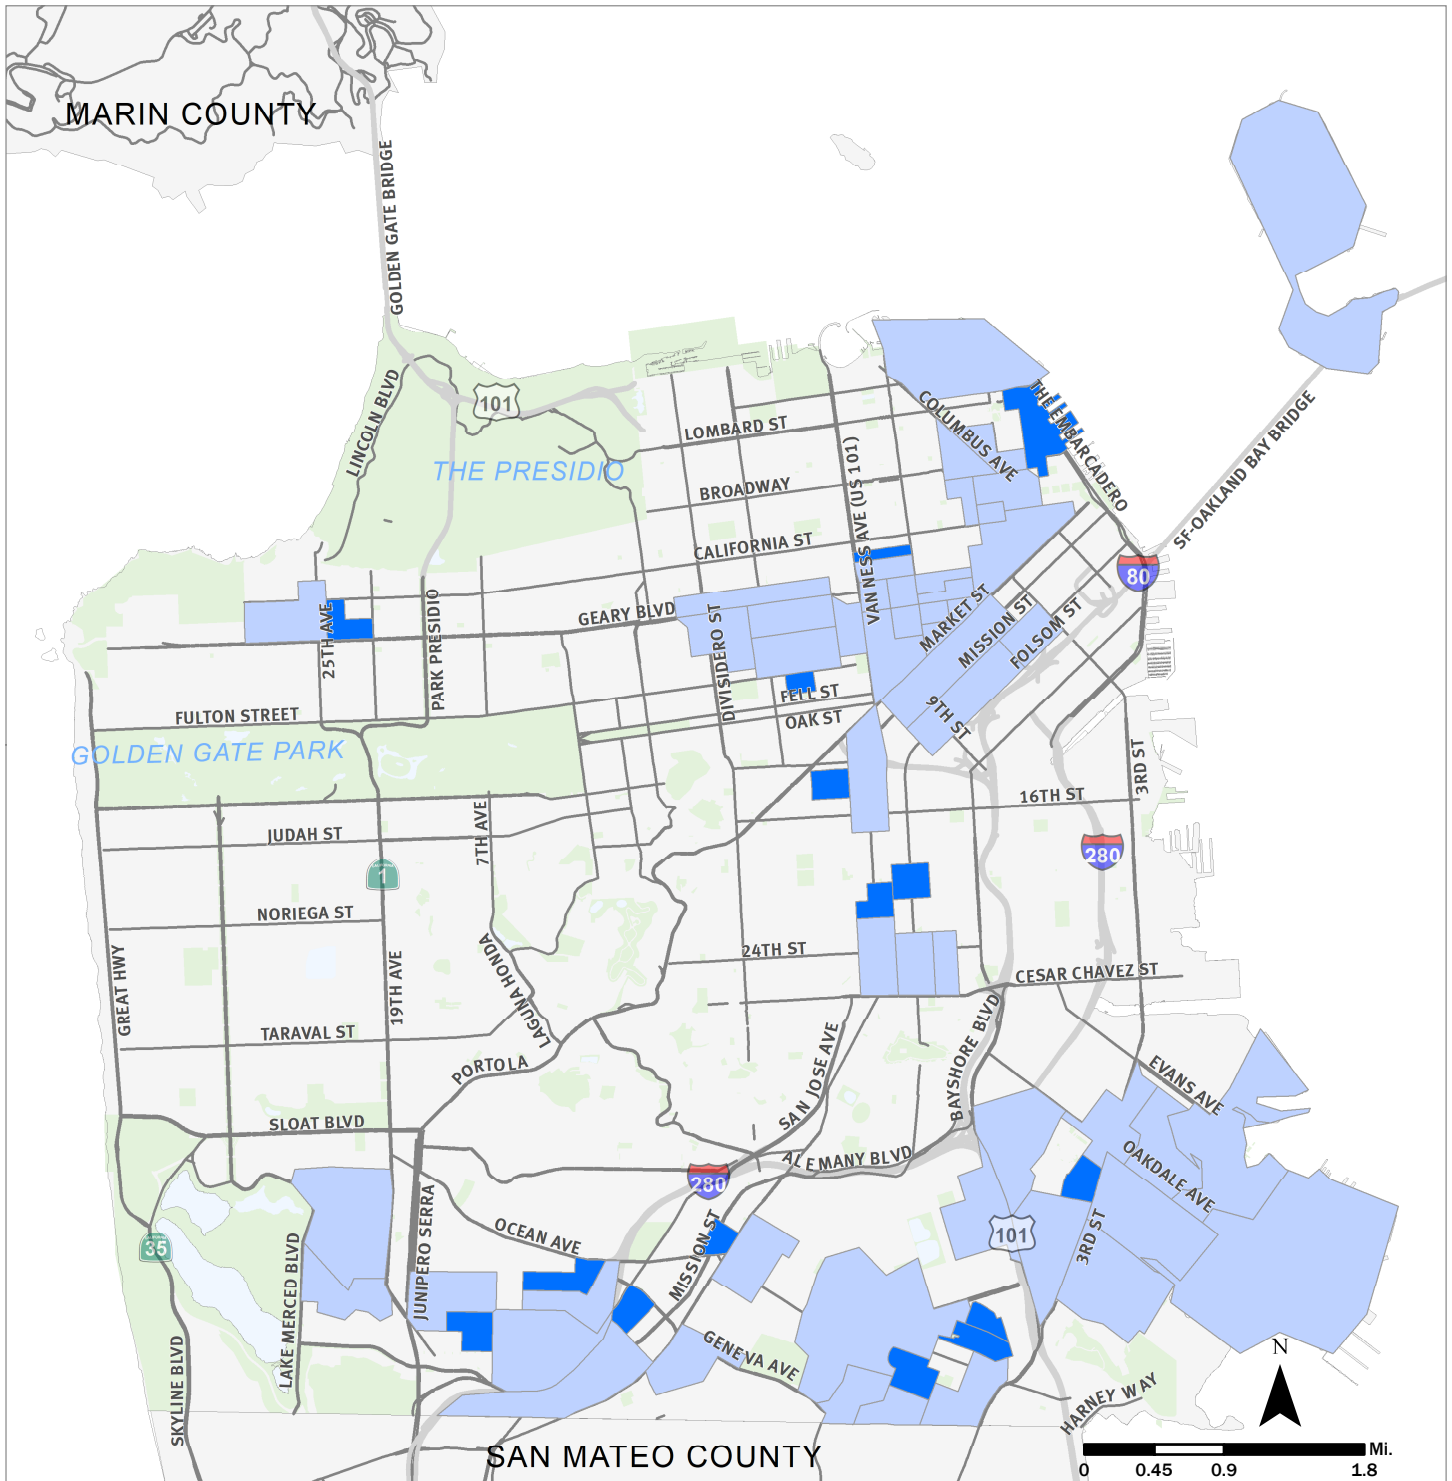 MARIN COUNTY
GOLDEN GATE BRIDGE
LINCOLN BLVD
101
THE PRESIDIO
LOMBARD ST
BROADWAY
CALIFORNIA ST
COLUMBUS AVE
THE EMBARCADERO
VAN NESS AVE (US 101)
SF-OAKLAND BAY BRIDGE
80
GEARY BLVD
25TH AVE
PARK PRESIDIO
DIVISIDERO ST
MARKET ST
MISSION ST
FOLSOM ST
9TH ST
FULTON STREET
FELL ST
OAK ST
GOLDEN GATE PARK
3RD ST
16TH ST
JUDAH ST
7TH AVE
1
280
NORIEGA ST
GREAT HWY
19TH AVE
LAGUNA HONDA
24TH ST
CESAR CHAVEZ ST
TARAVAL ST
PORTOLA
SAN JOSE AVE
BAYSHORE BLVD
EVANS AVE
SLOAT BLVD
ALEMANY BLVD
280
OAKDALE AVE
35
LAKE MERCED BLVD
JUNIPERO SERRA
OCEAN AVE
MISSION ST
101
3RD ST
SKYLINE BLVD
GENEVA AVE
HARNEY WAY
N
SAN MATEO COUNTY
Mi.
0 0.45 0.9 1.8